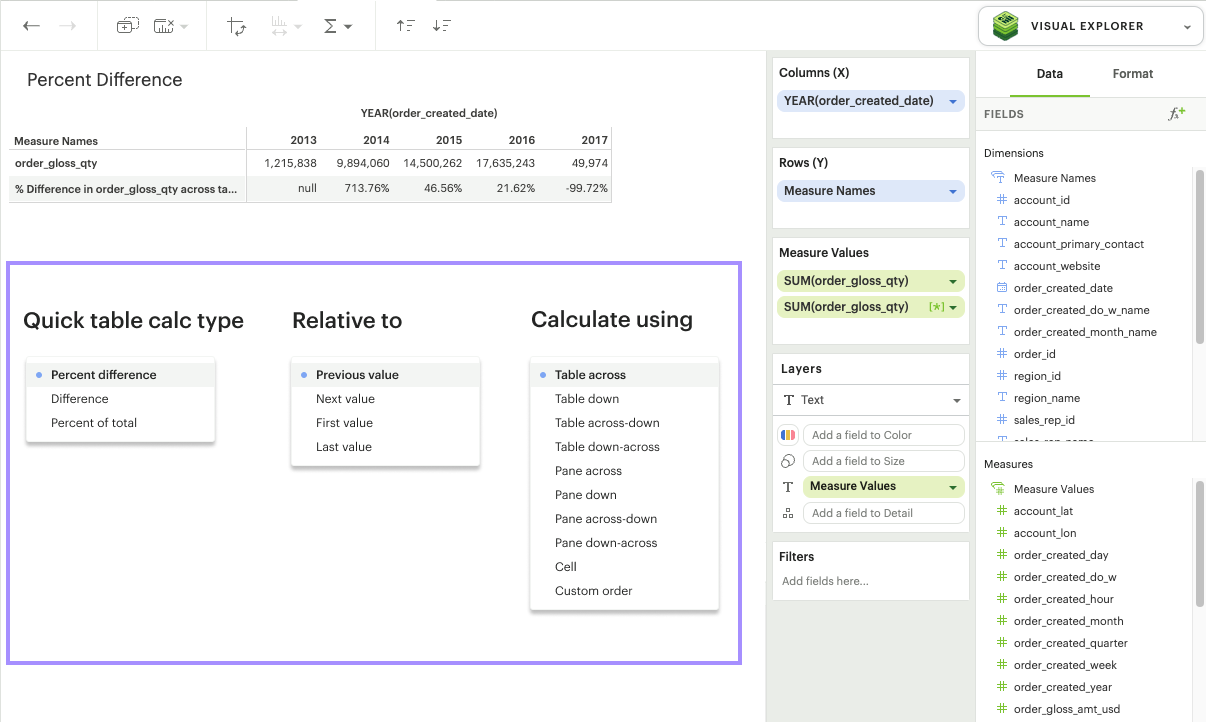 VISUAL EXPLORER
Percent Difference
YEAR(order_created_date)
Measure Names 2013 2014 2015 2016 2017
order_gloss_qty 1,215,838 9,894,060 14,500,262 17,635,243 49,974
% Difference in order_gloss_qty across ta... null 713.76% 46.56% 21.62% -99.72%
Quick table calc type
Percent difference
Difference
Percent of total
Relative to
Previous value
Next value
First value
Last value
Calculate using
Table across
Table down
Table across-down
Table down-across
Pane across
Pane down
Pane across-down
Pane down-across
Cell
Custom order
Columns (X)
YEAR(order_created_date)
Rows (Y)
Measure Names
Measure Values
SUM(order_gloss_qty)
SUM(order_gloss_qty) [*]
Layers
T Text
Add a field to Color
Add a field to Size
T Measure Values
Add a field to Detail
Filters
Add fields here...
Data Format
FIELDS
Dimensions
Measure Names
account_id
account_name
account_primary_contact
account_website
order_created_date
order_created_do_w_name
order_created_month_name
order_id
region_id
region_name
sales_rep_id
sales_rep_name
Measures
Measure Values
account_lat
account_lon
order_created_day
order_created_do_w
order_created_hour
order_created_month
order_created_quarter
order_created_week
order_created_year
order_gloss_amt_usd